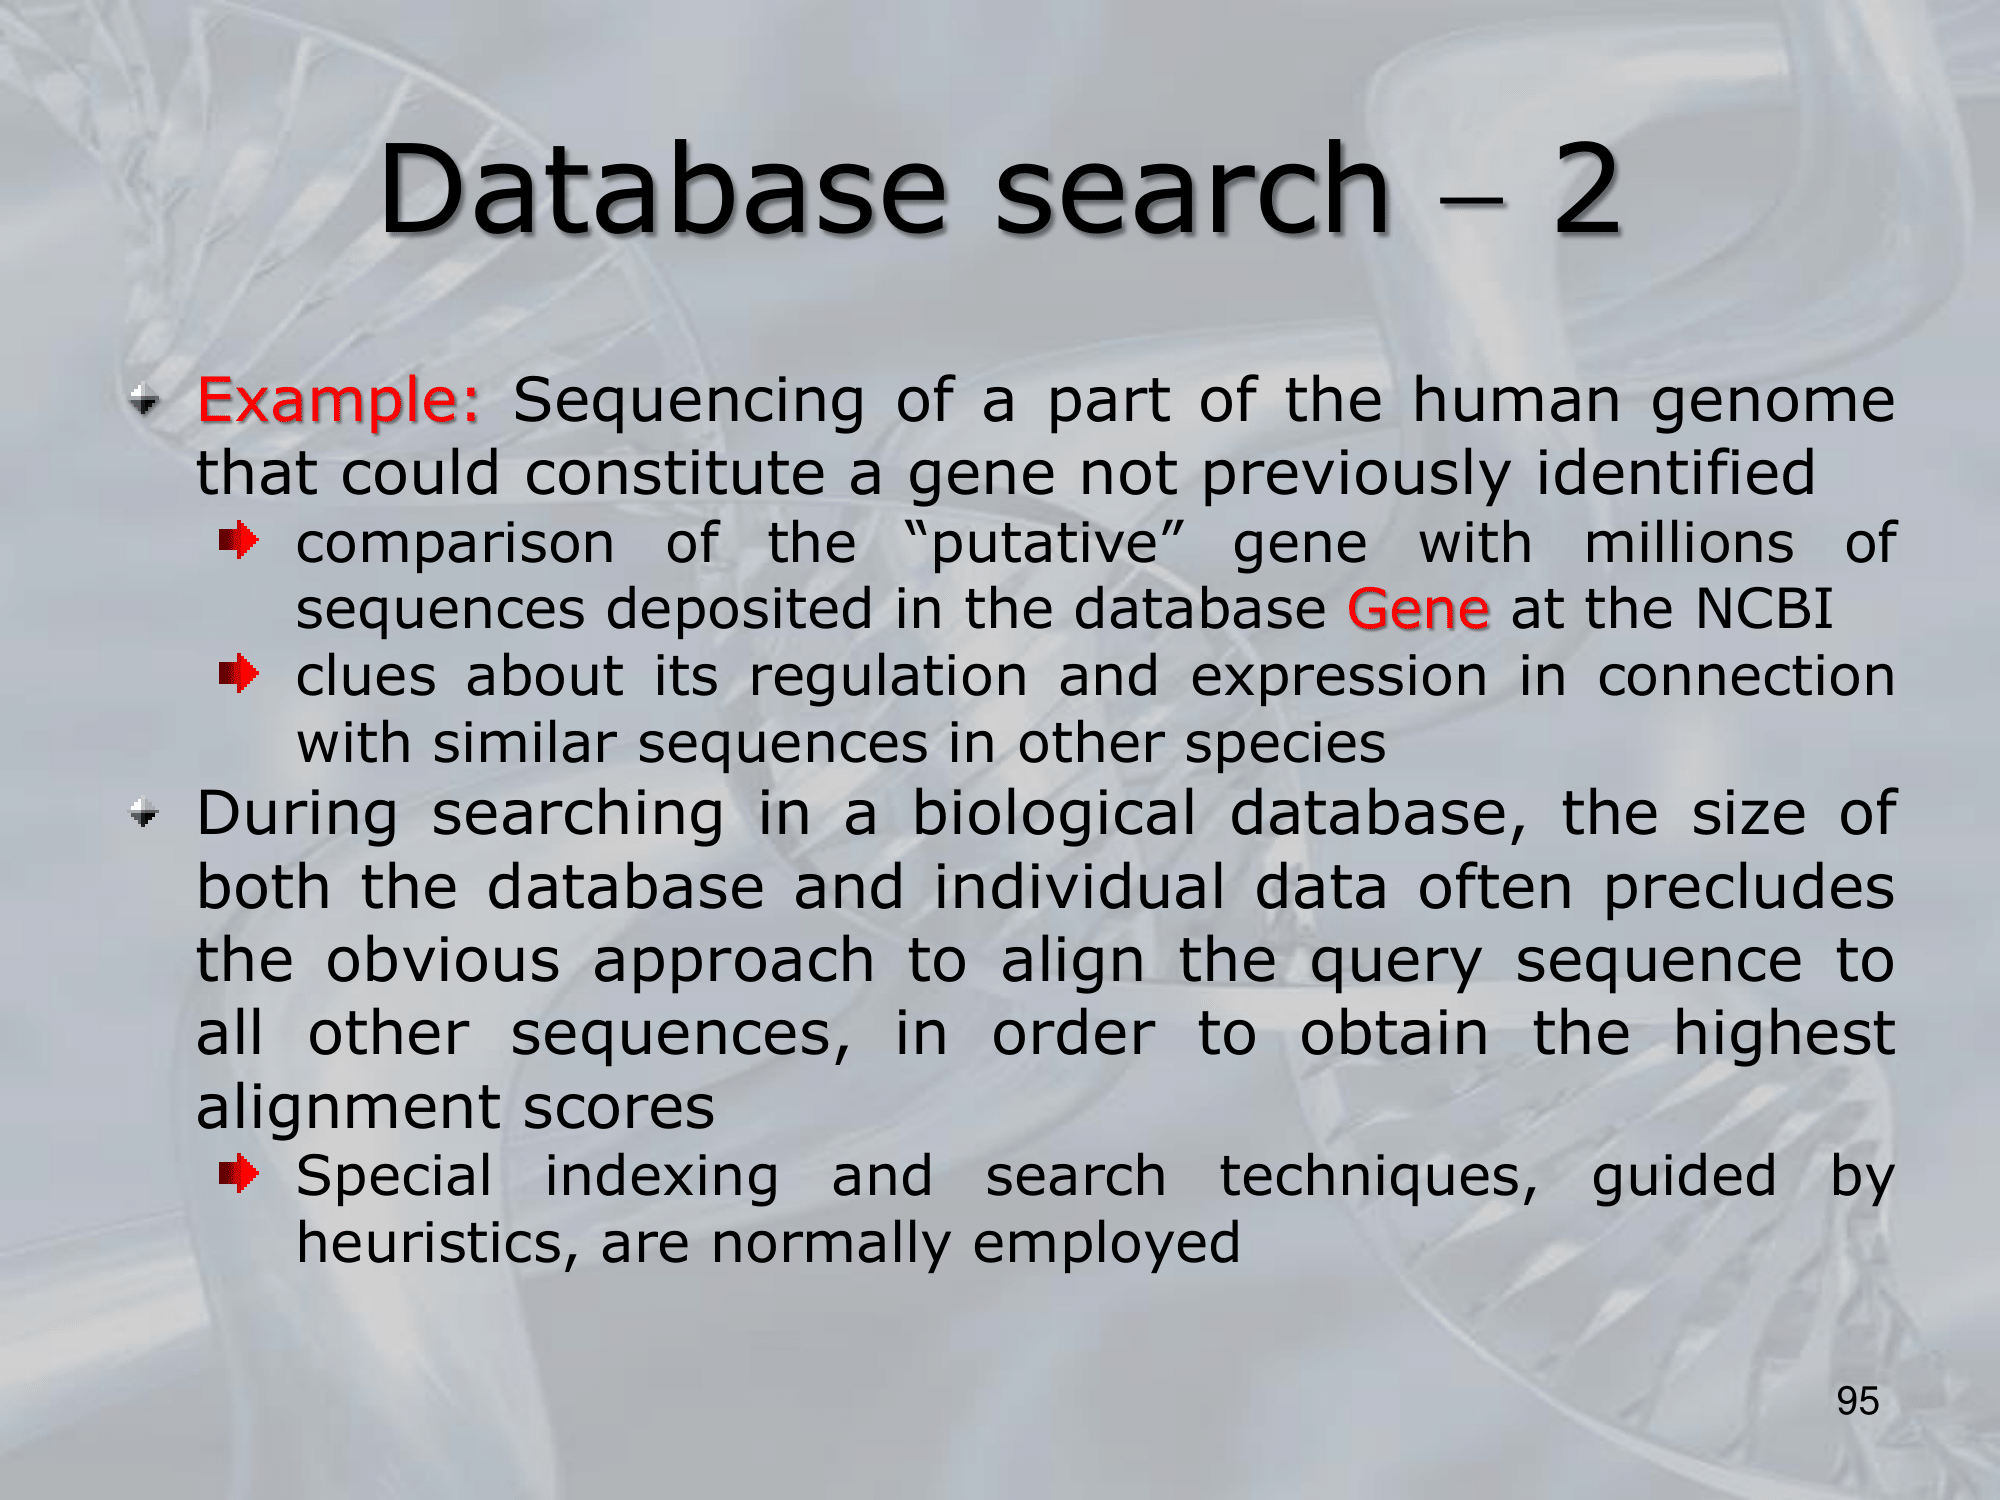 Database search – 2
Example: Sequencing of a part of the human genome
that could constitute a gene not previously identified
comparison of the “putative” gene with millions of
sequences deposited in the database Gene at the NCBI
clues about its regulation and expression in connection
with similar sequences in other species
During searching in a biological database, the size of
both the database and individual data often precludes
the obvious approach to align the query sequence to
all other sequences, in order to obtain the highest
alignment scores
Special indexing and search techniques, guided by
heuristics, are normally employed
95